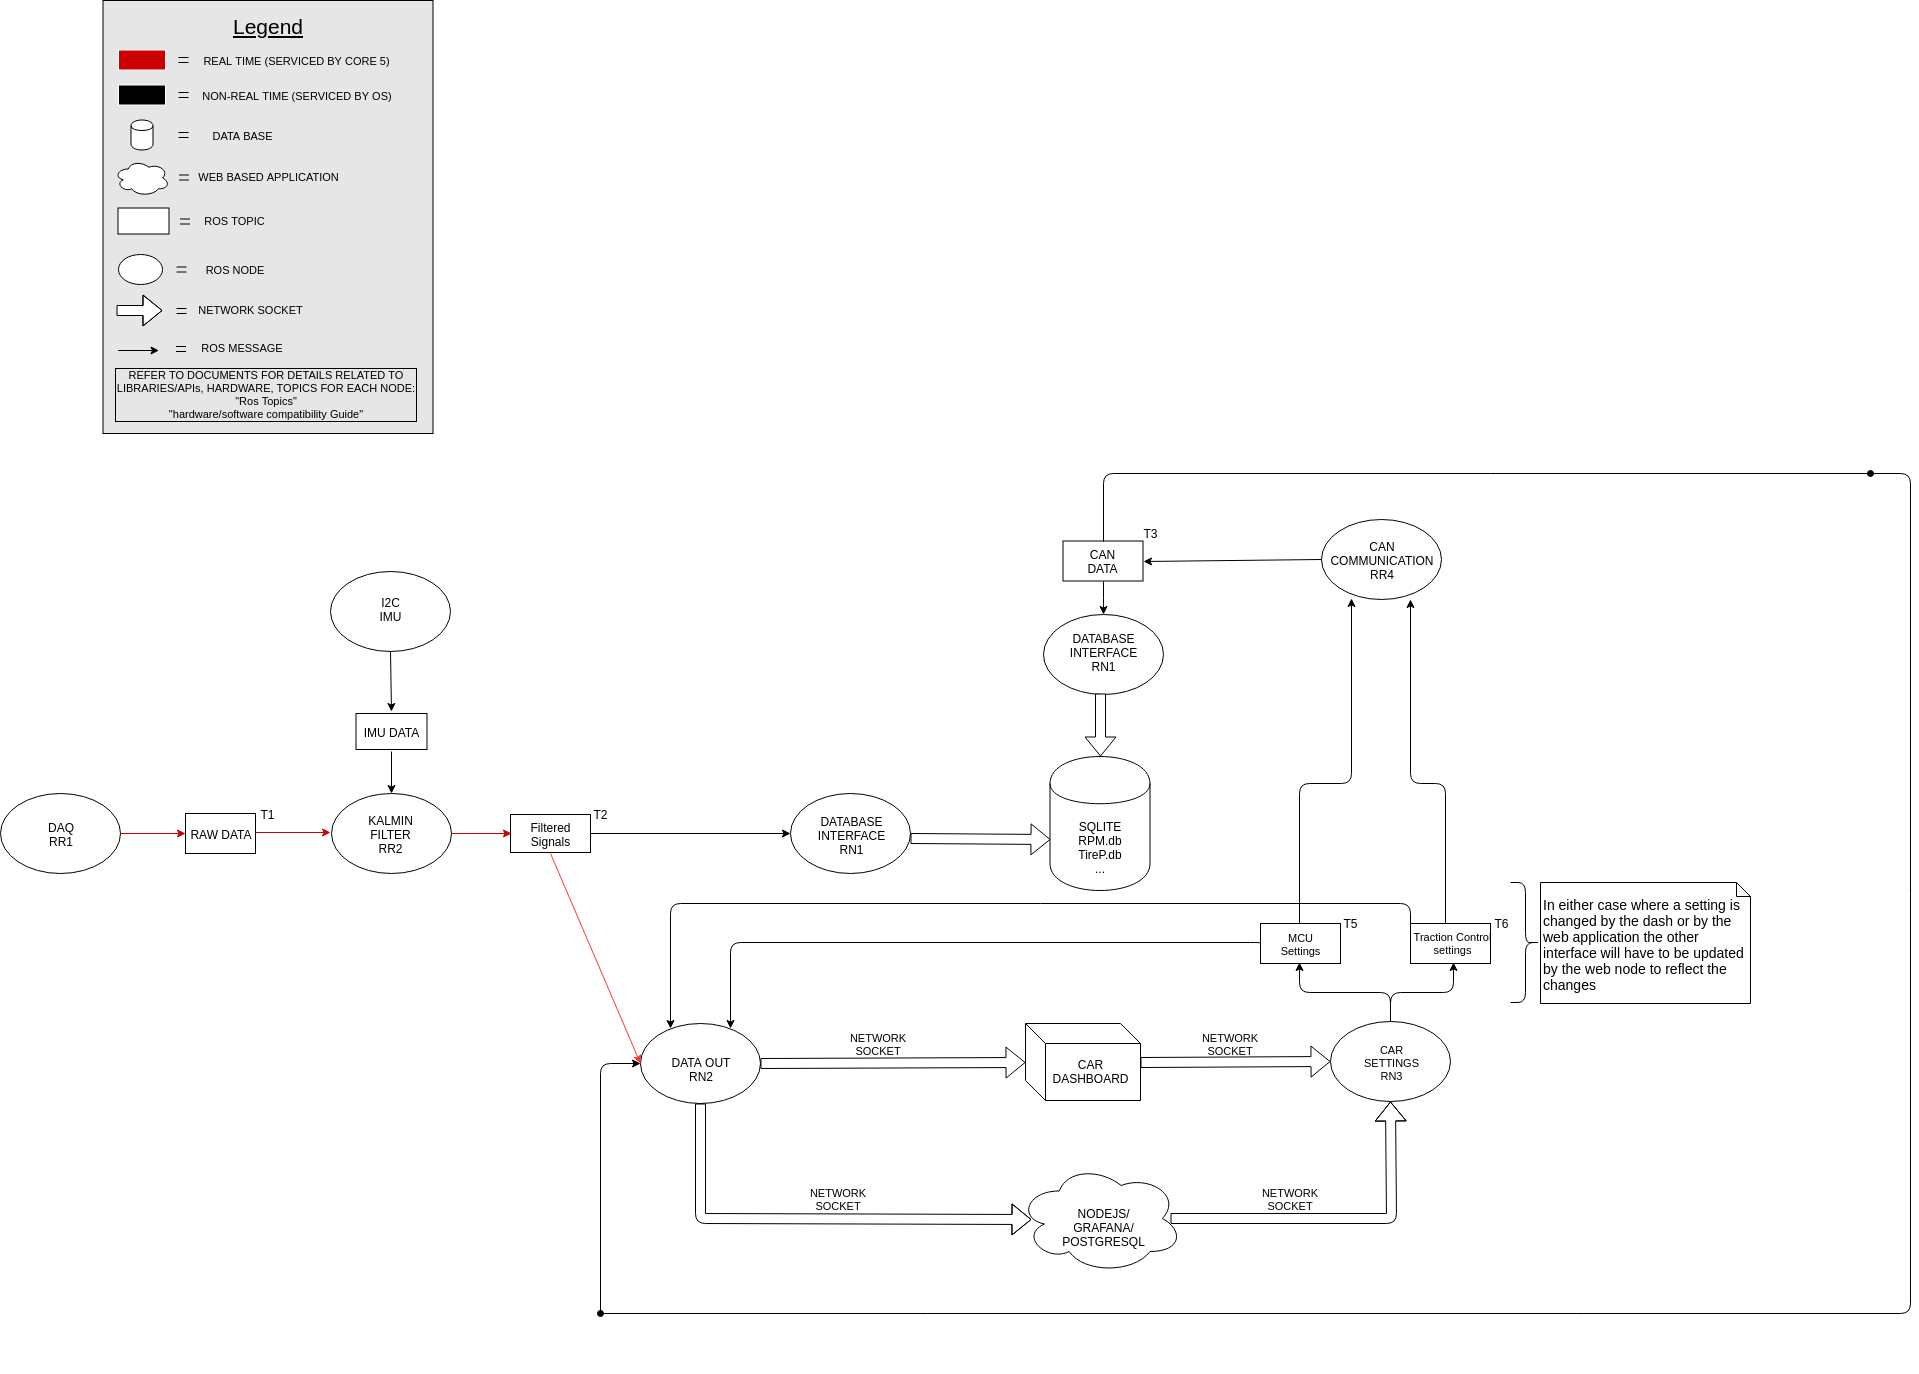 Legend
= REAL TIME (SERVICED BY CORE 5)
= NON-REAL TIME (SERVICED BY OS)
= DATA BASE
= WEB BASED APPLICATION
= ROS TOPIC
= ROS NODE
= NETWORK SOCKET
= ROS MESSAGE
REFER TO DOCUMENTS FOR DETAILS RELATED TO
LIBRARIES/APIs, HARDWARE, TOPICS FOR EACH NODE:
"Ros Topics"
"hardware/software compatibility Guide"
T3
CAN
DATA
CAN
COMMUNICATION
RR4
I2C
IMU
DATABASE
INTERFACE
RN1
IMU DATA
DAQ
RR1
RAW DATA
T1
KALMIN
FILTER
RR2
Filtered
Signals
T2
DATABASE
INTERFACE
RN1
SQLITE
RPM.db
TireP.db
...
MCU
Settings
T5
Traction Control
settings
T6
In either case where a setting is
changed by the dash or by the
web application the other
interface will have to be updated
by the web node to reflect the
changes
DATA OUT
RN2
NETWORK
SOCKET
CAR
DASHBOARD
NETWORK
SOCKET
CAR
SETTINGS
RN3
NETWORK
SOCKET
NODEJS/
GRAFANA/
POSTGRESQL
NETWORK
SOCKET